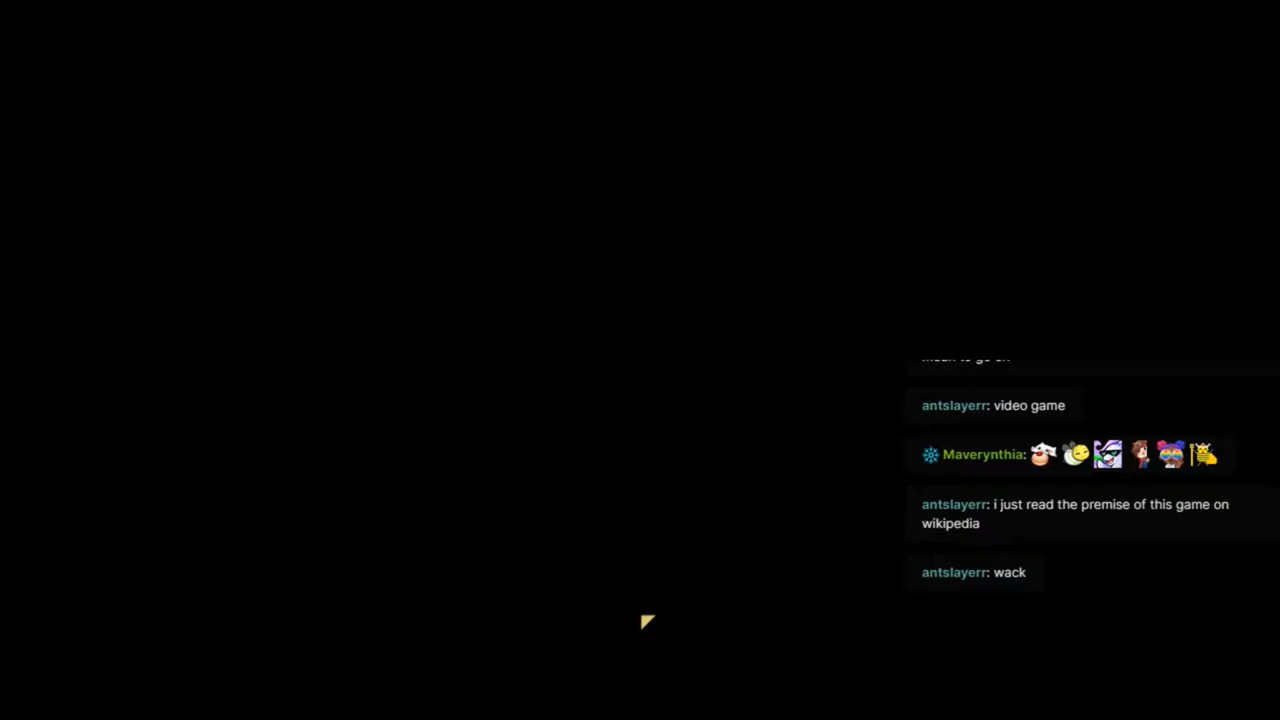 antslayerr: video game
Maverynthia:
antslayerr: i just read the premise of this game on
wikipedia
antslayerr: wack